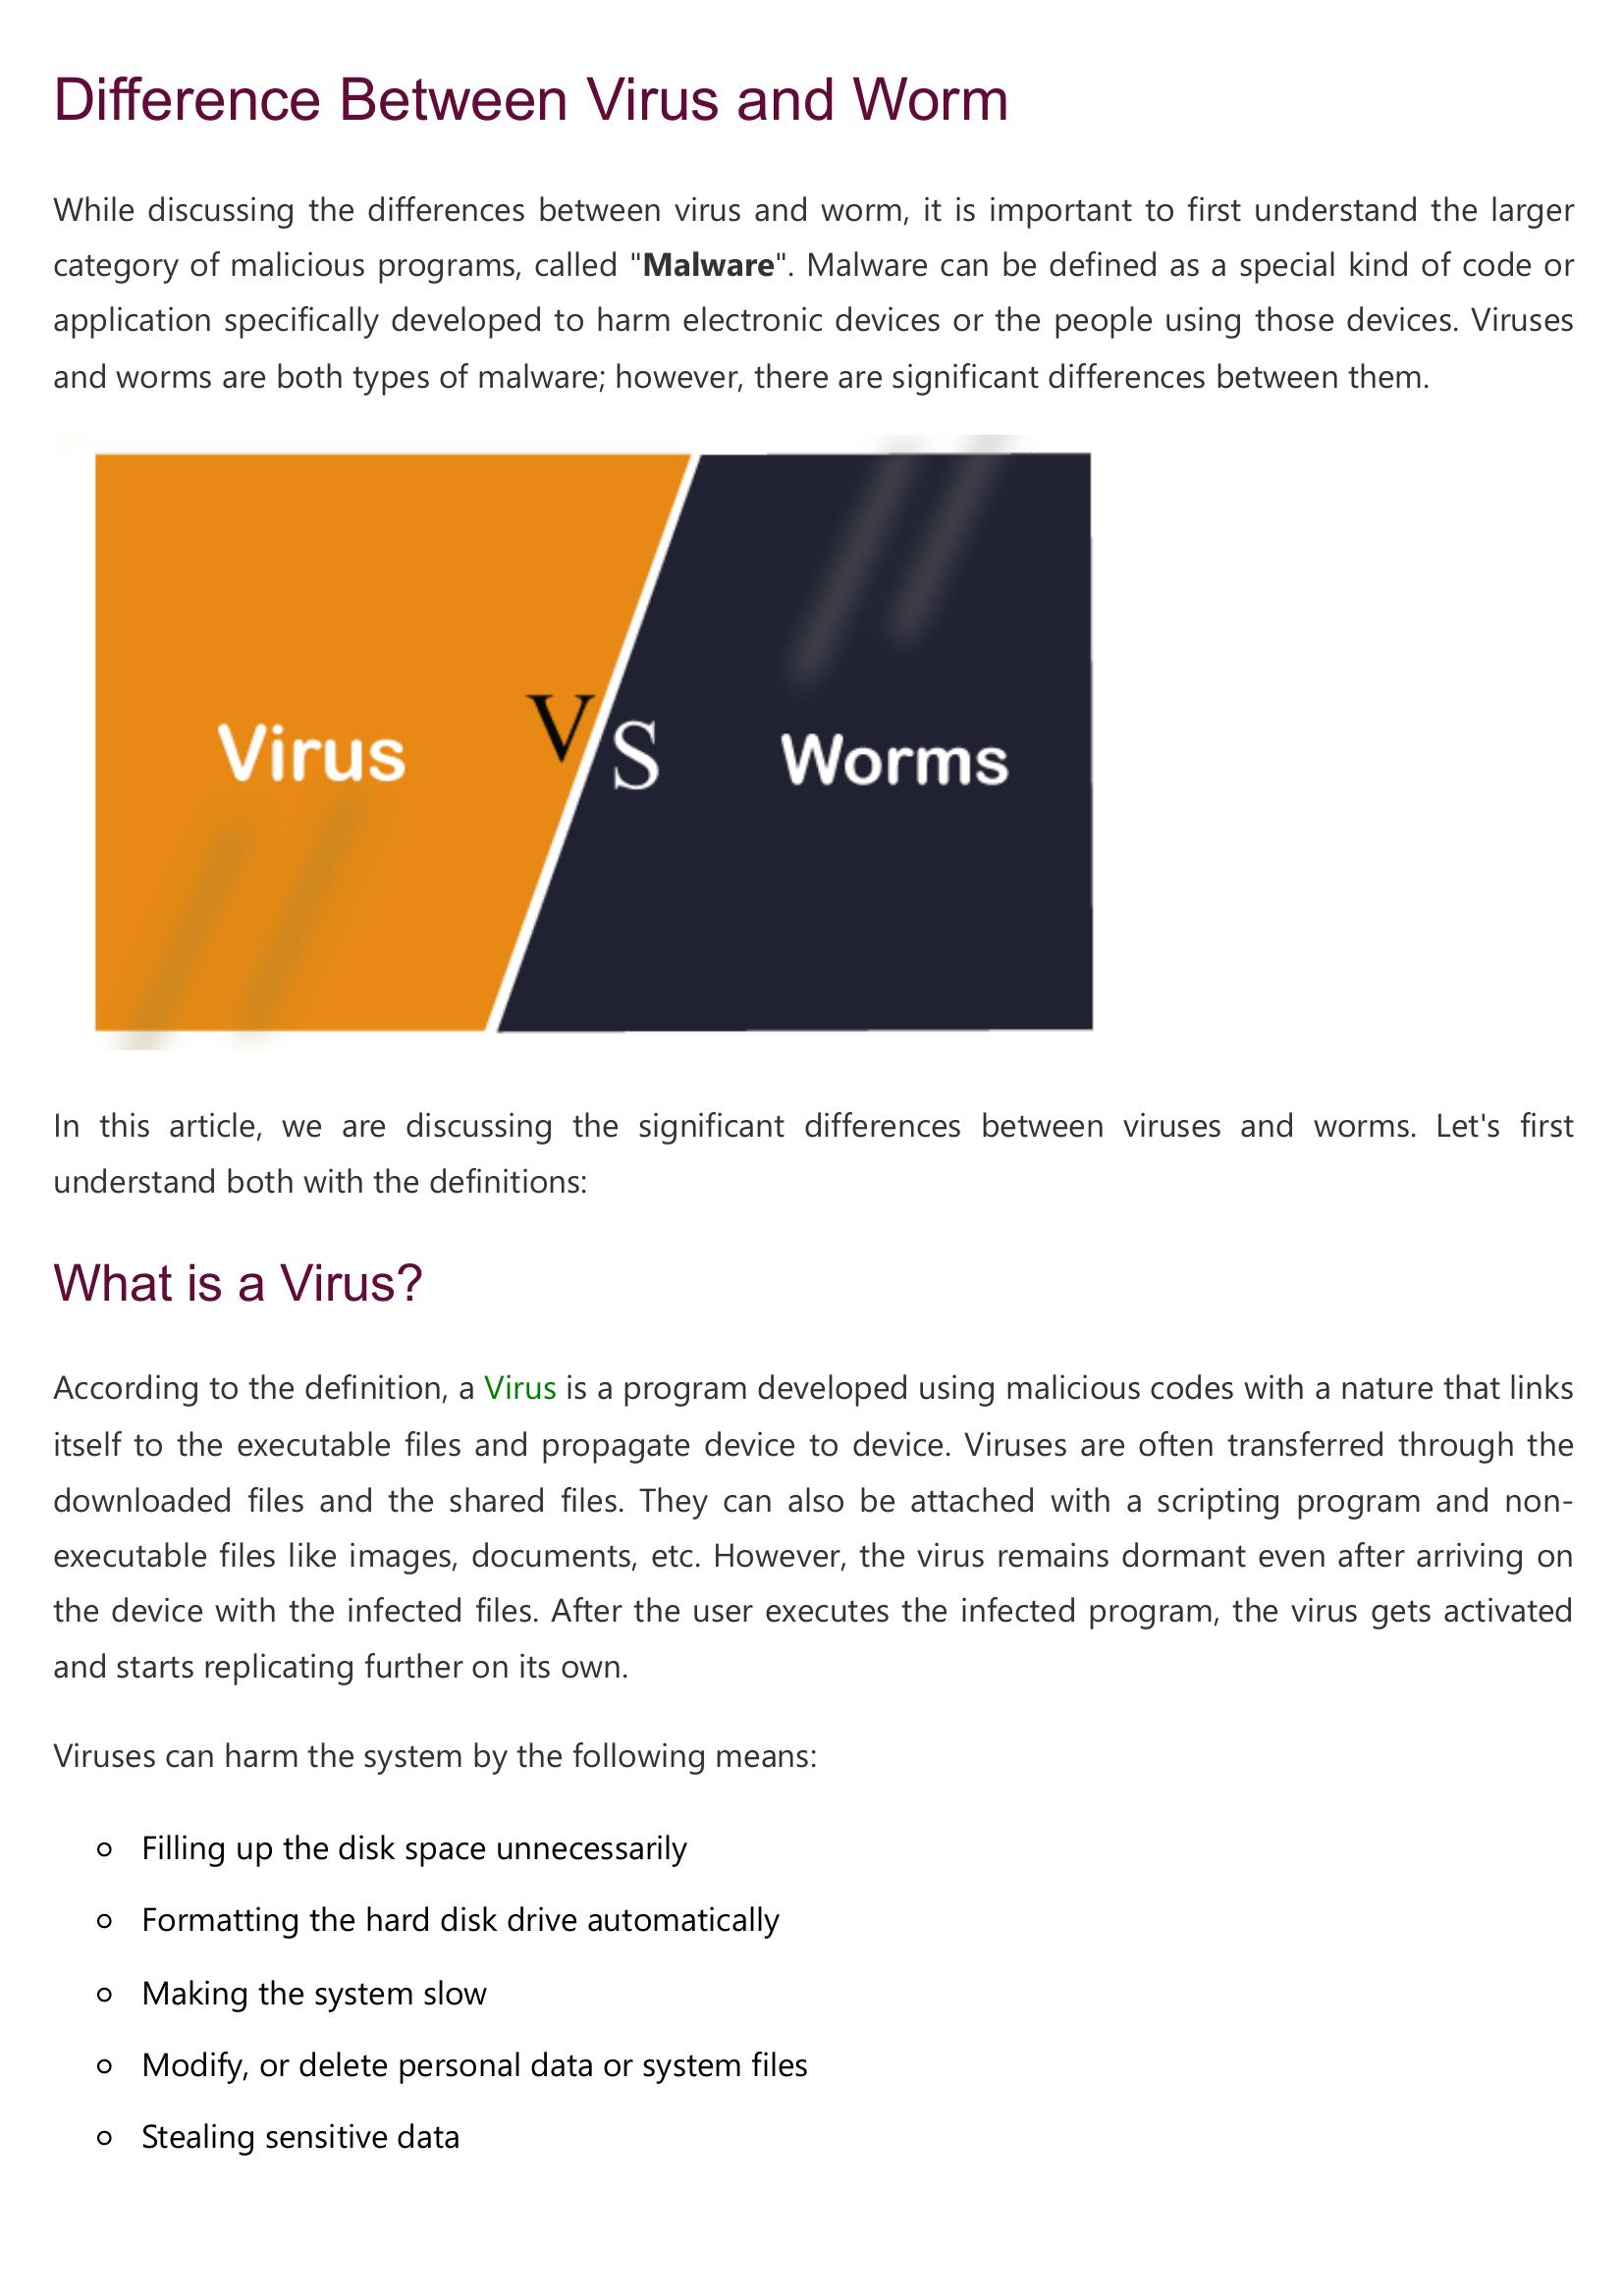 Difference Between Virus and Worm
While discussing the differences between virus and worm, it is important to first understand the larger
category of malicious programs, called "Malware". Malware can be defined as a special kind of code or
application specifically developed to harm electronic devices or the people using those devices. Viruses
and worms are both types of malware; however, there are significant differences between them.
Virus
VS
Worms
In this article, we are discussing the significant differences between viruses and worms. Let's first
understand both with the definitions:
What is a Virus?
According to the definition, a Virus is a program developed using malicious codes with a nature that links
itself to the executable files and propagate device to device. Viruses are often transferred through the
downloaded files and the shared files. They can also be attached with a scripting program and non-
executable files like images, documents, etc. However, the virus remains dormant even after arriving on
the device with the infected files. After the user executes the infected program, the virus gets activated
and starts replicating further on its own.
Viruses can harm the system by the following means:
Filling up the disk space unnecessarily
Formatting the hard disk drive automatically
Making the system slow
Modify, or delete personal data or system files
Stealing sensitive data